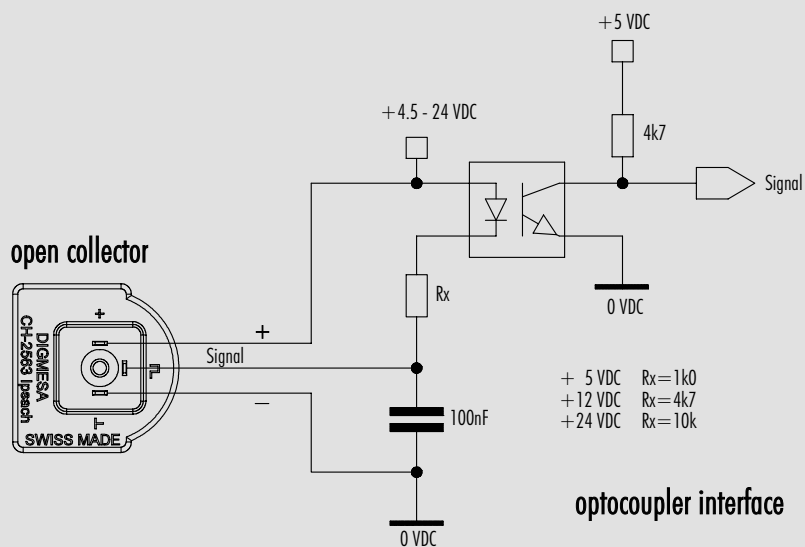 +5 VDC
+4.5 - 24 VDC
4k7
Signal
open collector
0 VDC
Rx
+
DIGMESA
CH-2563 Ipsach
SWISS MADE
+
Signal
−
+ 5 VDC Rx=1k0
+12 VDC Rx=4k7
+24 VDC Rx=10k
100nF
optocoupler interface
0 VDC